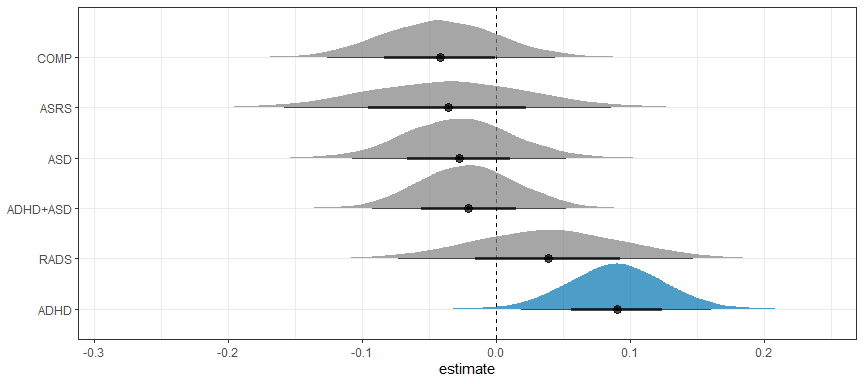 COMP
ASRS
ASD
ADHD+ASD
RADS
ADHD
-0.3 -0.2 -0.1 0.0 0.1 0.2
estimate